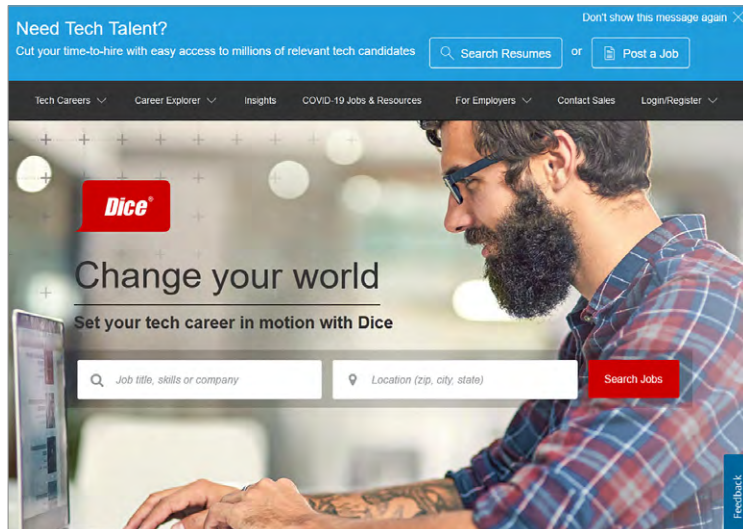 Don't show this message again
Need Tech Talent?
Cut your time-to-hire with easy access to millions of relevant tech candidates
Search Resumes or Post a Job
Tech Careers Career Explorer Insights COVID-19 Jobs & Resources For Employers Contact Sales Login/Register
Dice®
Change your world
Set your tech career in motion with Dice
Job title, skills or company Location (zip, city, state) Search Jobs
Feedback